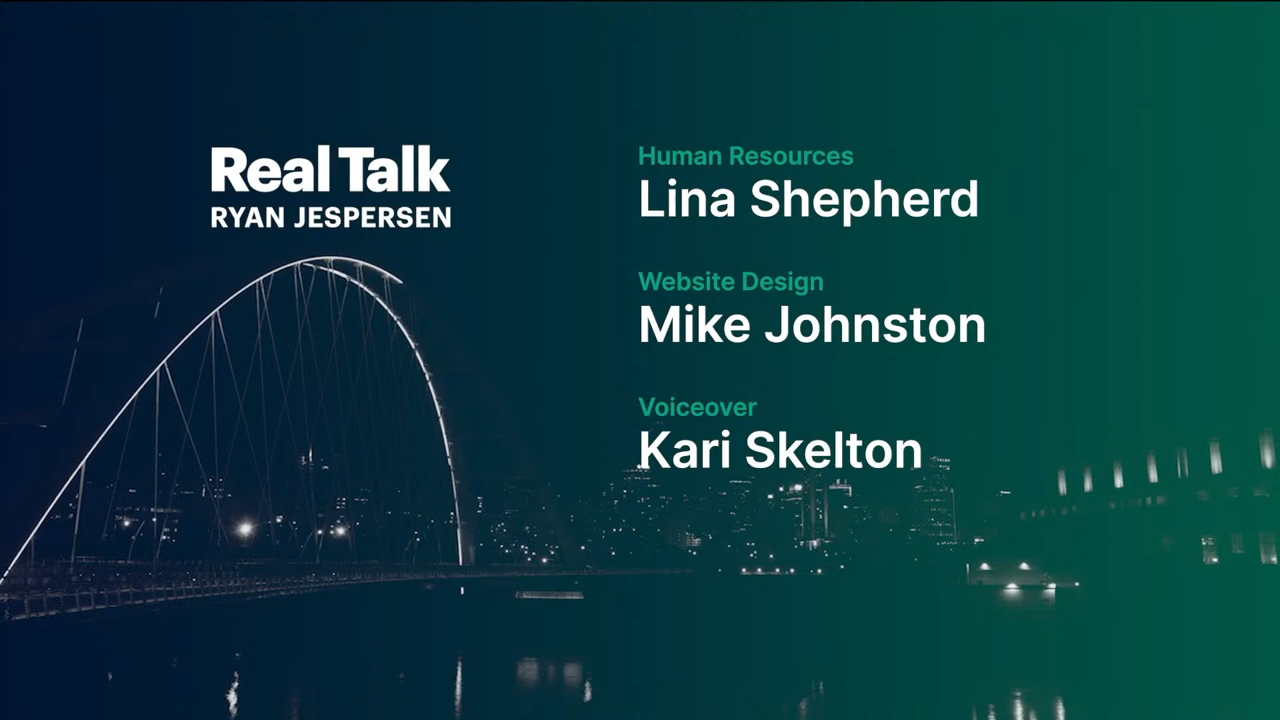 Real Talk
RYAN JESPERSEN
Human Resources
Lina Shepherd
Website Design
Mike Johnston
Voiceover
Kari Skelton